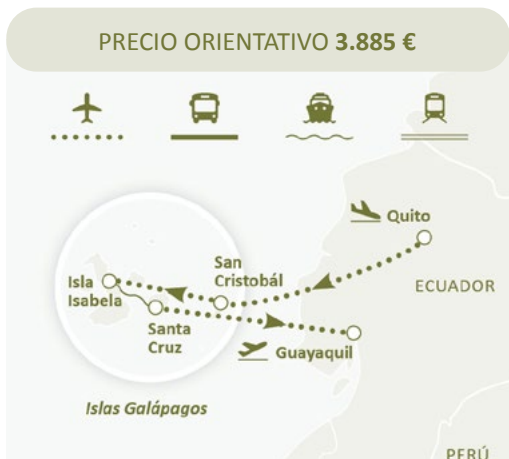 PRECIO ORIENTATIVO 3.885 €
Quito
ECUADOR
San
Cristobál
Isla
Isabela
Santa
Cruz
Guayaquil
Islas Galápagos
PERÚ